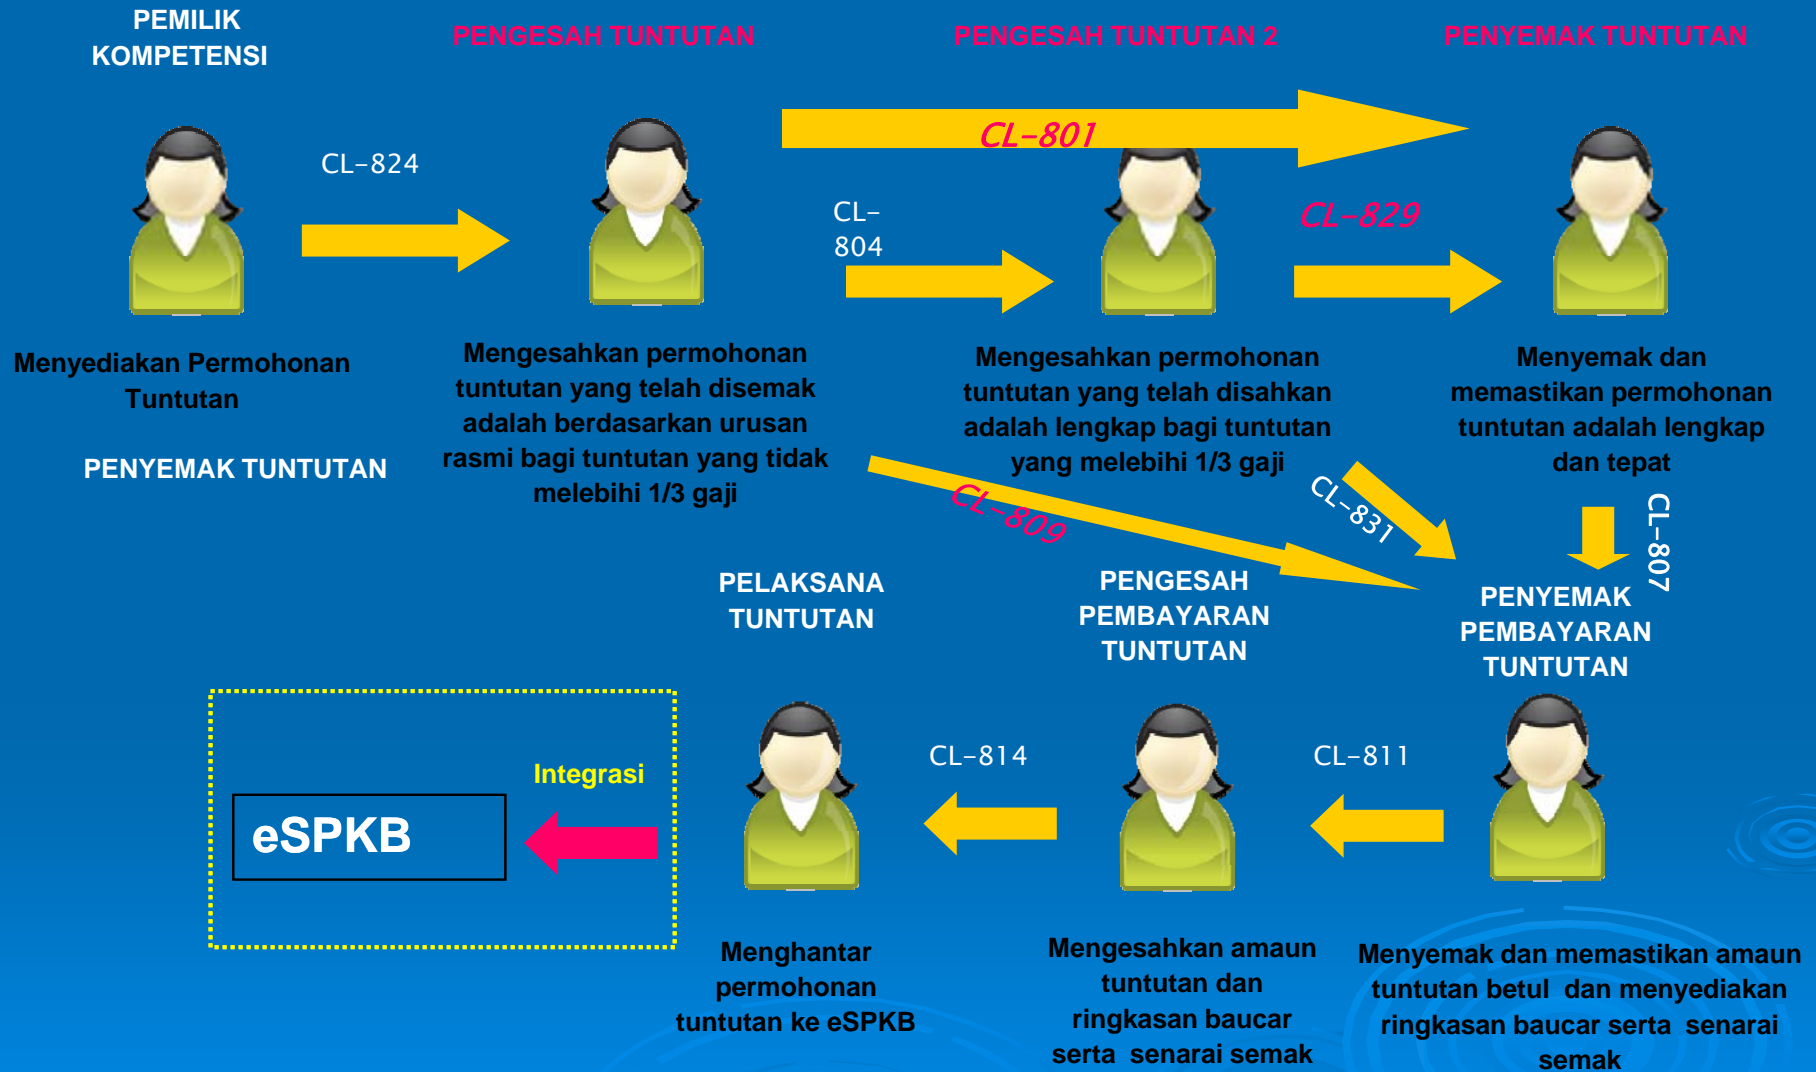 PEMILIK
KOMPETENSI
PENGESAH TUNTUTAN
PENGESAH TUNTUTAN 2
PENYEMAK TUNTUTAN
CL-824
CL-801
CL-
804
CL-829
Menyediakan Permohonan
Tuntutan
PENYEMAK TUNTUTAN
Mengesahkan permohonan
tuntutan yang telah disemak
adalah berdasarkan urusan
rasmi bagi tuntutan yang tidak
melebihi 1/3 gaji
Mengesahkan permohonan
tuntutan yang telah disahkan
adalah lengkap bagi tuntutan
yang melebihi 1/3 gaji
Menyemak dan
memastikan permohonan
tuntutan adalah lengkap
dan tepat
CL-809
CL-831
CL-807
PELAKSANA
TUNTUTAN
PENGESAH
PEMBAYARAN
TUNTUTAN
PENYEMAK
PEMBAYARAN
TUNTUTAN
Integrasi
eSPKB
CL-814
CL-811
Menghantar
permohonan
tuntutan ke eSPKB
Mengesahkan amaun
tuntutan dan
ringkasan baucar
serta senarai semak
Menyemak dan memastikan amaun
tuntutan betul dan menyediakan
ringkasan baucar serta senarai
semak